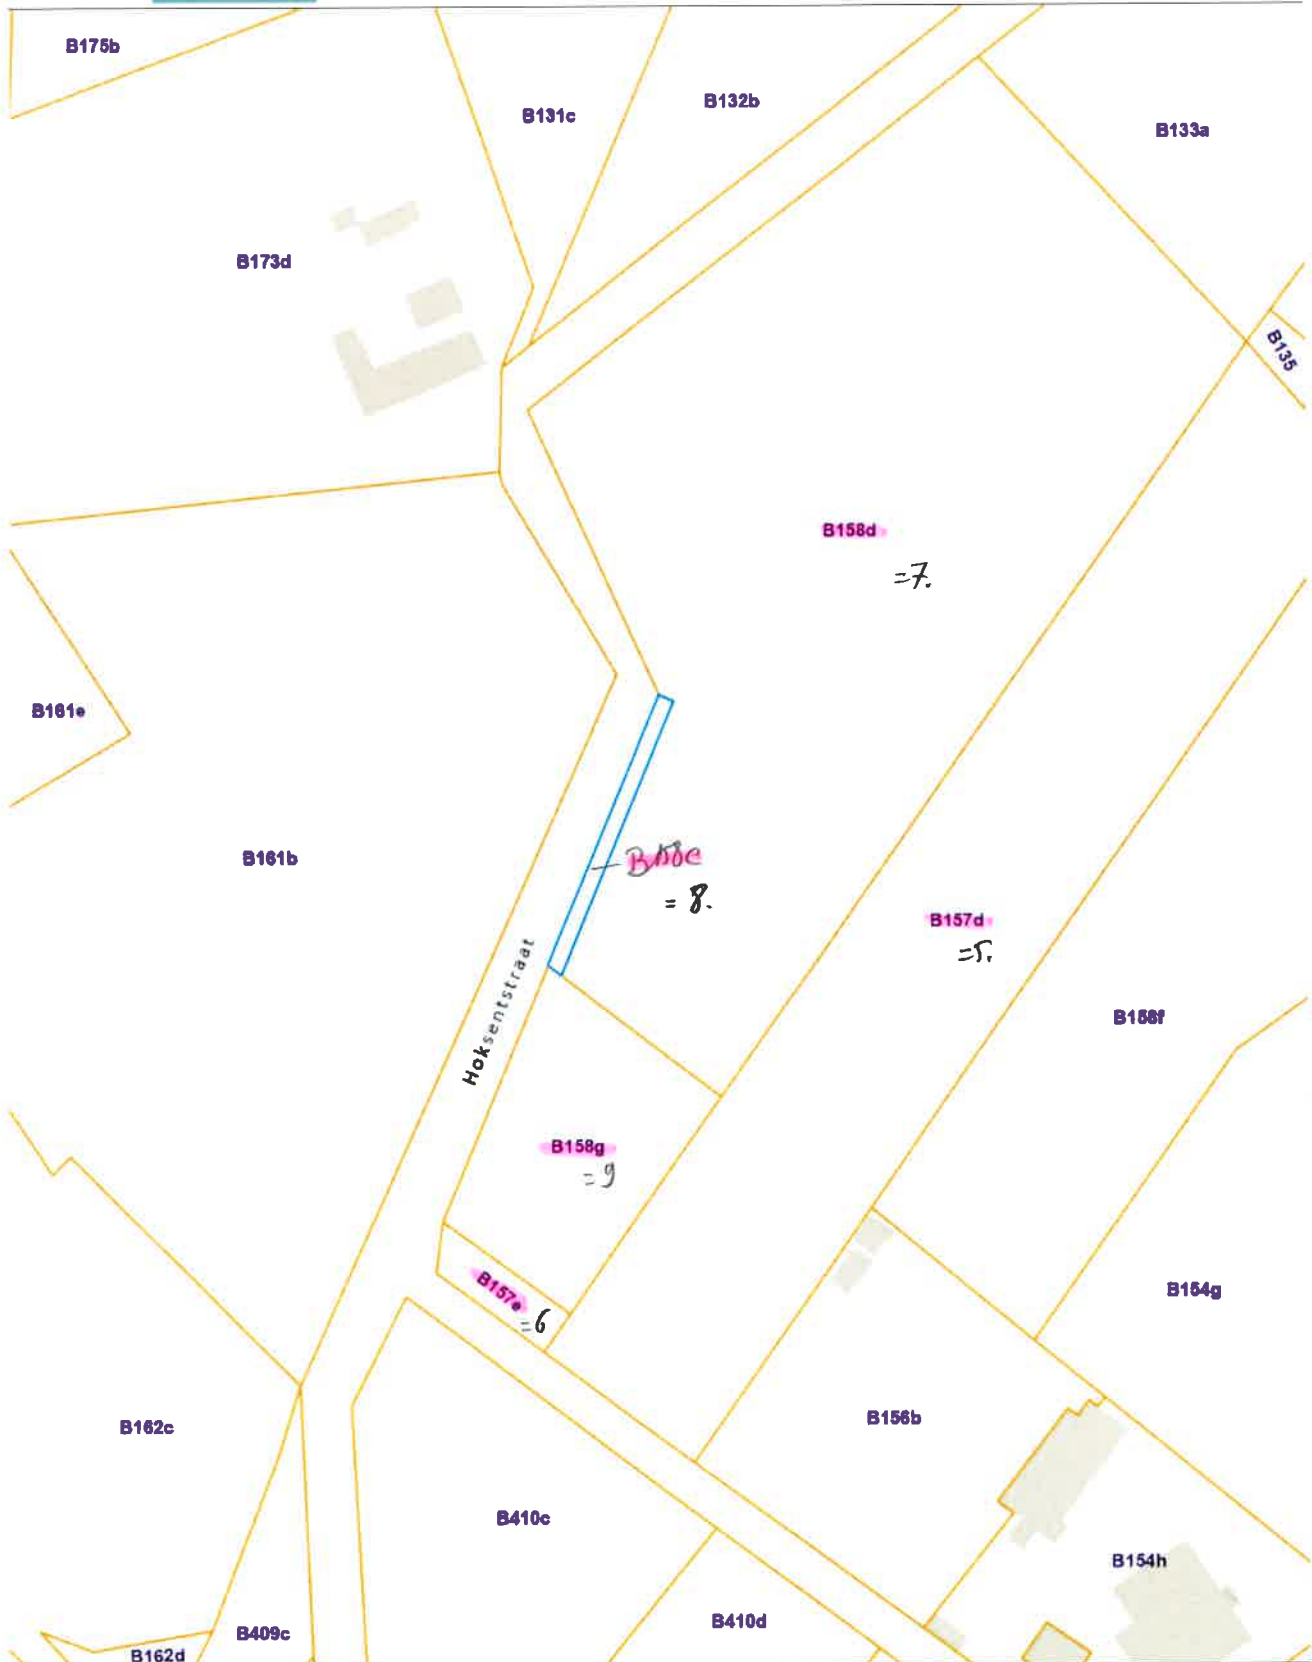 B175b
B131c
B132b
B133a
B173d
B135
B158d
=7.
B161e
B161b
B158e
= 8.
B157d
=5.
Hoksentstraat
B158f
B158g
=9
B157e
=6
B154g
B162c
B156b
B410c
B154h
B410d
B409c
B162d